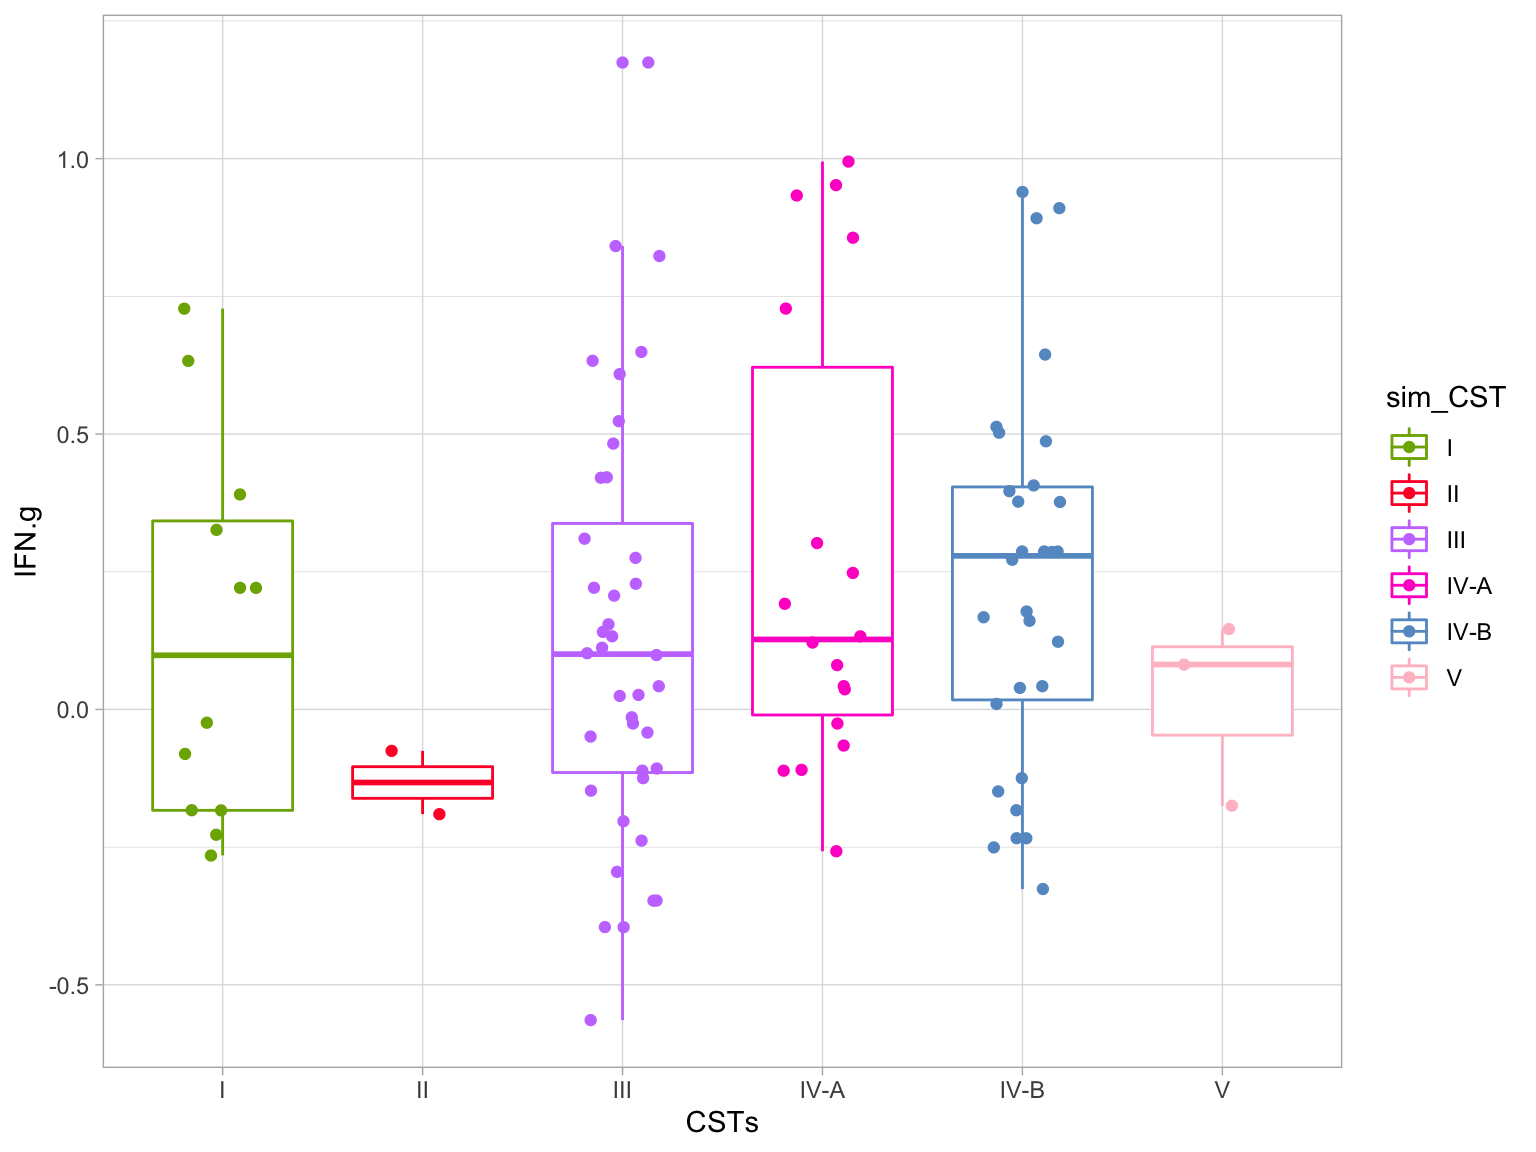 IFN.g
1.0
0.5
0.0
-0.5
I II III IV-A IV-B V
CSTs
sim_CST
I
II
III
IV-A
IV-B
V